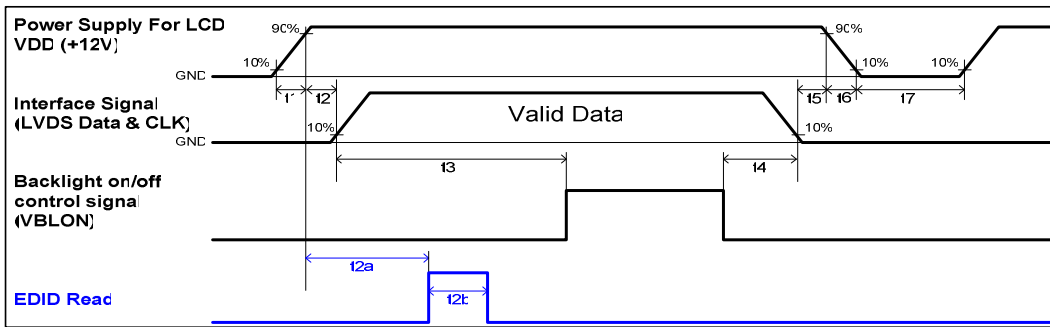 Power Supply For LCD
VDD (+12V)
90%
90%
10%
10%
10%
GND
t1
t2
t5
t6
t7
Interface Signal
(LVDS Data & CLK)
Valid Data
10%
10%
GND
t3
t4
Backlight on/off
control signal
(VBLON)
t2a
EDID Read
t2b